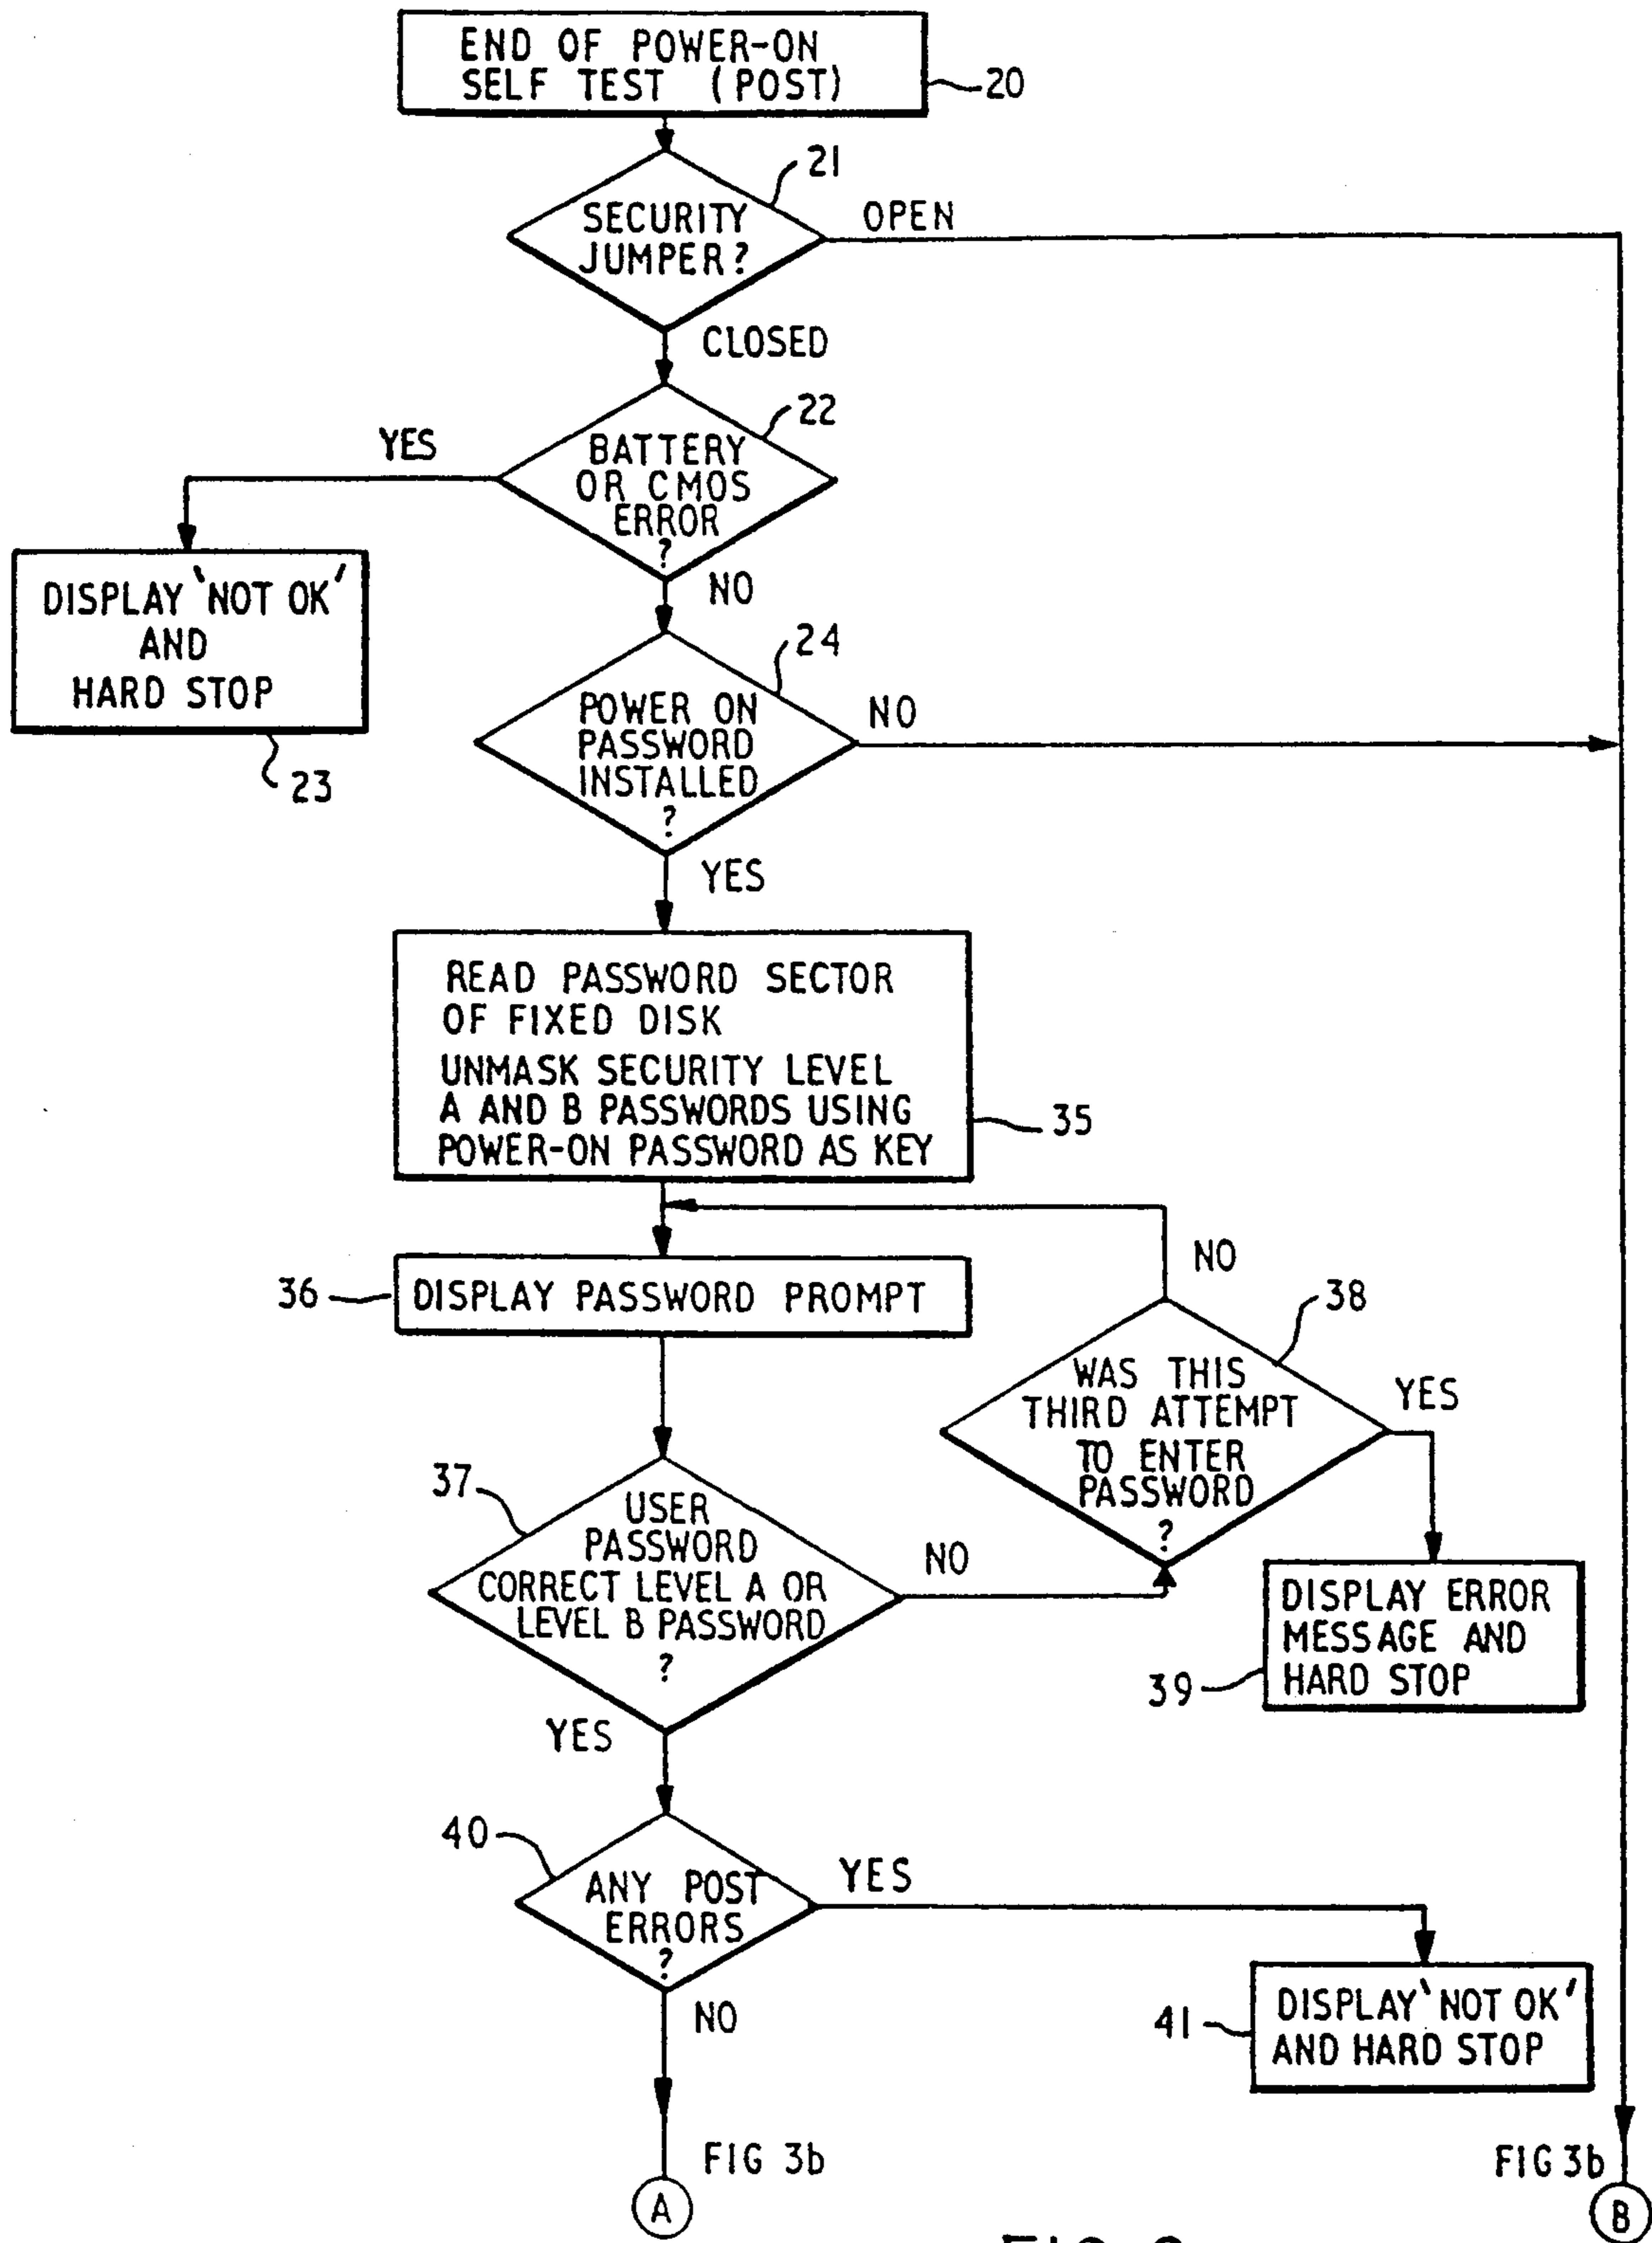 END OF POWER-ON
SELF TEST (POST)
20
21
SECURITY
JUMPER?
OPEN
CLOSED
22
YES
BATTERY
OR CMOS
ERROR
?
NO
DISPLAY 'NOT OK'
AND
HARD STOP
23
24
POWER ON
PASSWORD
INSTALLED
?
NO
YES
READ PASSWORD SECTOR
OF FIXED DISK
UNMASK SECURITY LEVEL
A AND B PASSWORDS USING
POWER-ON PASSWORD AS KEY
35
NO
36
DISPLAY PASSWORD PROMPT
38
WAS THIS
THIRD ATTEMPT
TO ENTER
PASSWORD
?
YES
37
USER
PASSWORD
CORRECT LEVEL A OR
LEVEL B PASSWORD
?
NO
DISPLAY ERROR
MESSAGE AND
HARD STOP
39
YES
40
ANY POST
ERRORS
?
YES
NO
DISPLAY 'NOT OK'
AND HARD STOP
41
FIG 3b
FIG 3b
A
B